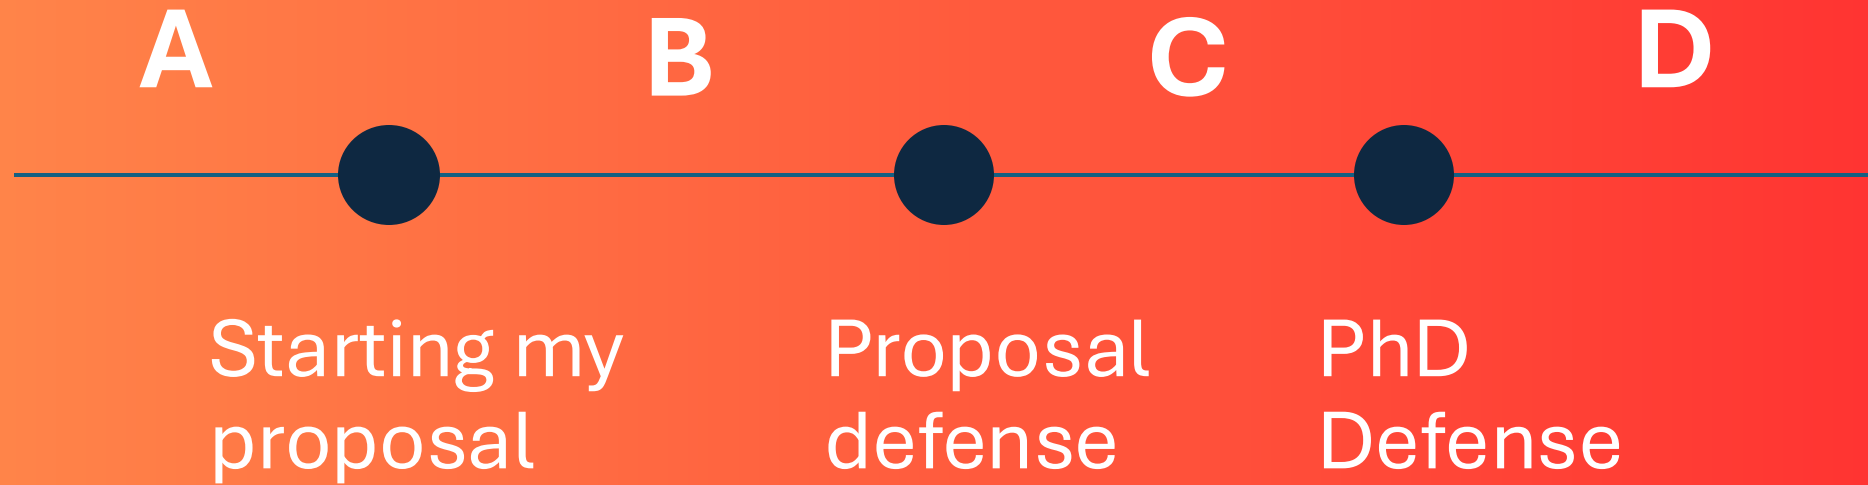 A
B
C
D
Starting my
proposal
Proposal
defense
PhD
Defense